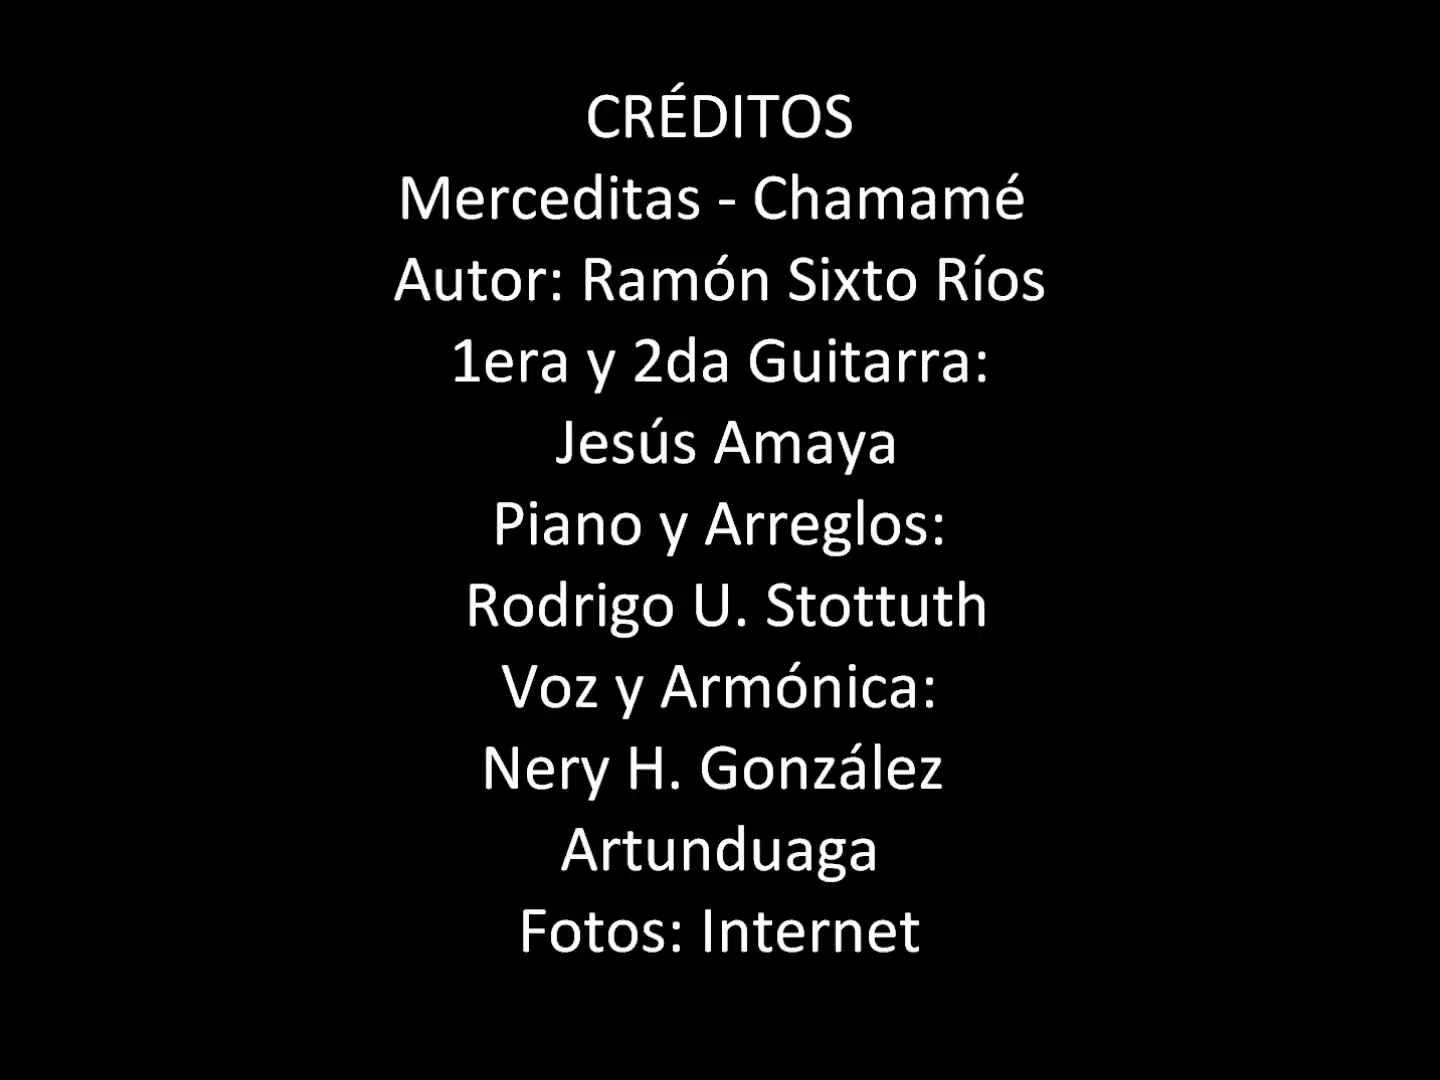 CRÉDITOS
Merceditas - Chamamé
Autor: Ramón Sixto Ríos
1era y 2da Guitarra:
Jesús Amaya
Piano y Arreglos:
Rodrigo U. Stottuth
Voz y Armónica:
Nery H. González
Artunduaga
Fotos: Internet